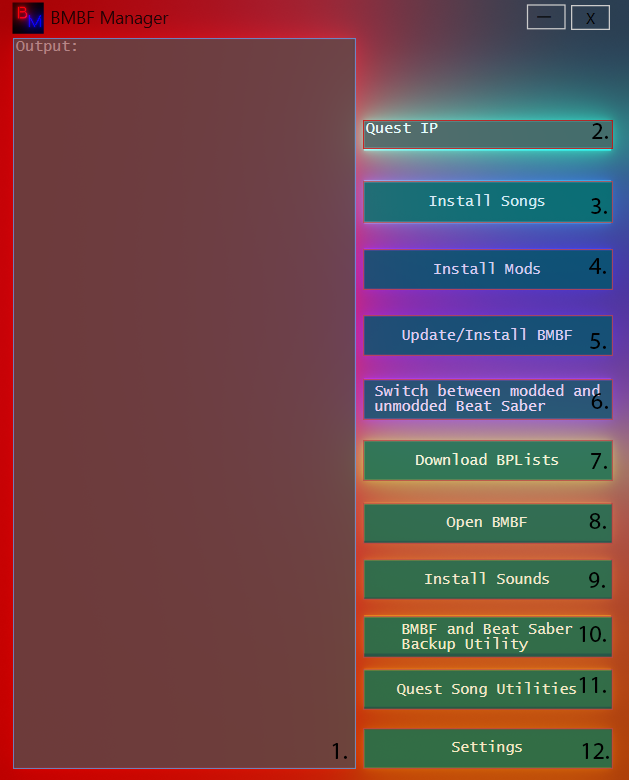 BM BMBF Manager — X
Output:
Quest IP 2.
Install Songs 3.
Install Mods 4.
Update/Install BMBF 5.
Switch between modded and
unmodded Beat Saber 6.
Download BPLists 7.
Open BMBF 8.
Install Sounds 9.
BMBF and Beat Saber 10.
Backup Utility
Quest Song Utilities 11.
1. Settings 12.